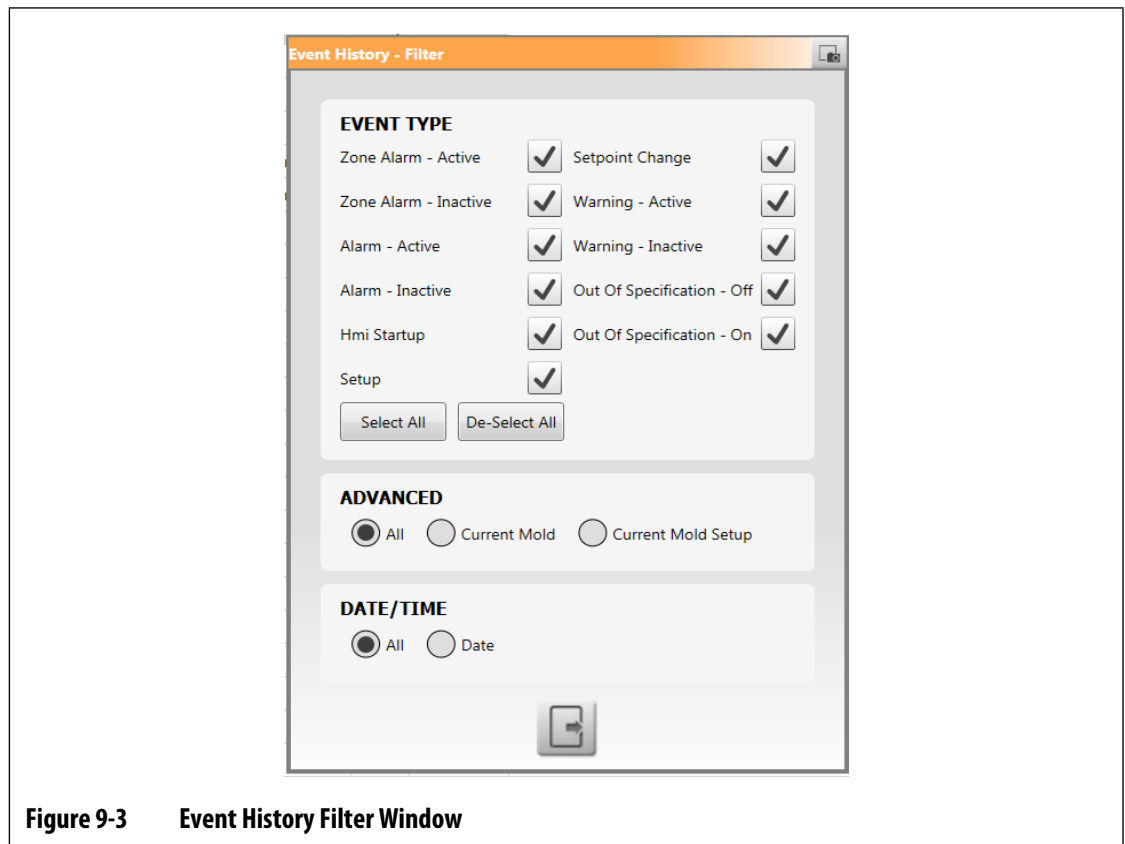 Event History - Filter
EVENT TYPE
Zone Alarm - Active Setpoint Change
Zone Alarm - Inactive Warning - Active
Alarm - Active Warning - Inactive
Alarm - Inactive Out Of Specification - Off
Hmi Startup Out Of Specification - On
Setup
Select All De-Select All
ADVANCED
All Current Mold Current Mold Setup
DATE/TIME
All Date
Figure 9-3 Event History Filter Window